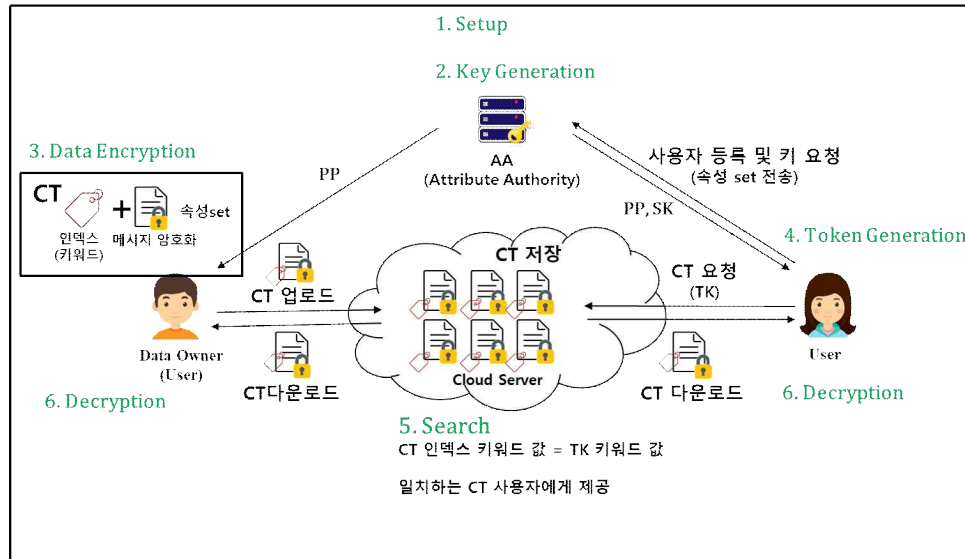 1. Setup
2. Key Generation
AA
(Attribute Authority)
3. Data Encryption
CT
+
속성set
인덱스
(키워드)
메시지 암호화
PP
사용자 등록 및 키 요청
(속성 set 전송)
PP, SK
4. Token Generation
CT 저장
CT 업로드
CT 요청
(TK)
Data Owner
(User)
CT다운로드
Cloud Server
CT 다운로드
User
6. Decryption
6. Decryption
5. Search
CT 인덱스 키워드 값 = TK 키워드 값
일치하는 CT 사용자에게 제공